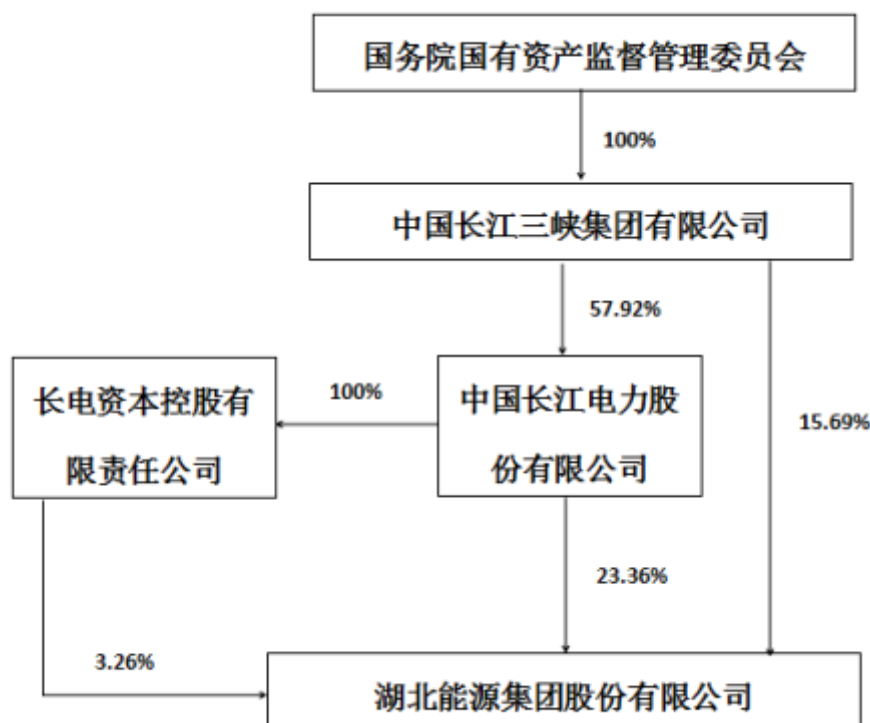 国务院国有资产监督管理委员会
100%
中国长江三峡集团有限公司
57.92%
长电资本控股有
限责任公司
100%
中国长江电力股
份有限公司
15.69%
23.36%
3.26%
湖北能源集团股份有限公司